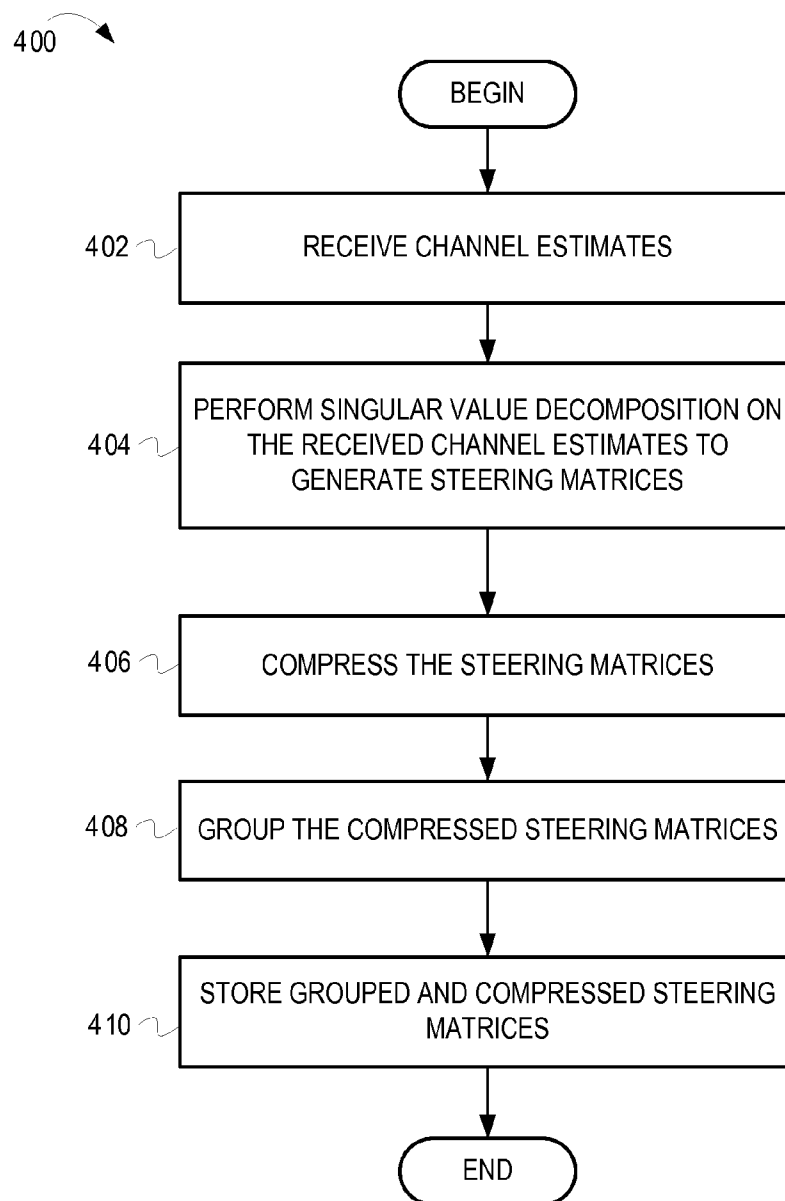 400
BEGIN
402
RECEIVE CHANNEL ESTIMATES
404
PERFORM SINGULAR VALUE DECOMPOSITION ON
THE RECEIVED CHANNEL ESTIMATES TO
GENERATE STEERING MATRICES
406
COMPRESS THE STEERING MATRICES
408
GROUP THE COMPRESSED STEERING MATRICES
410
STORE GROUPED AND COMPRESSED STEERING
MATRICES
END